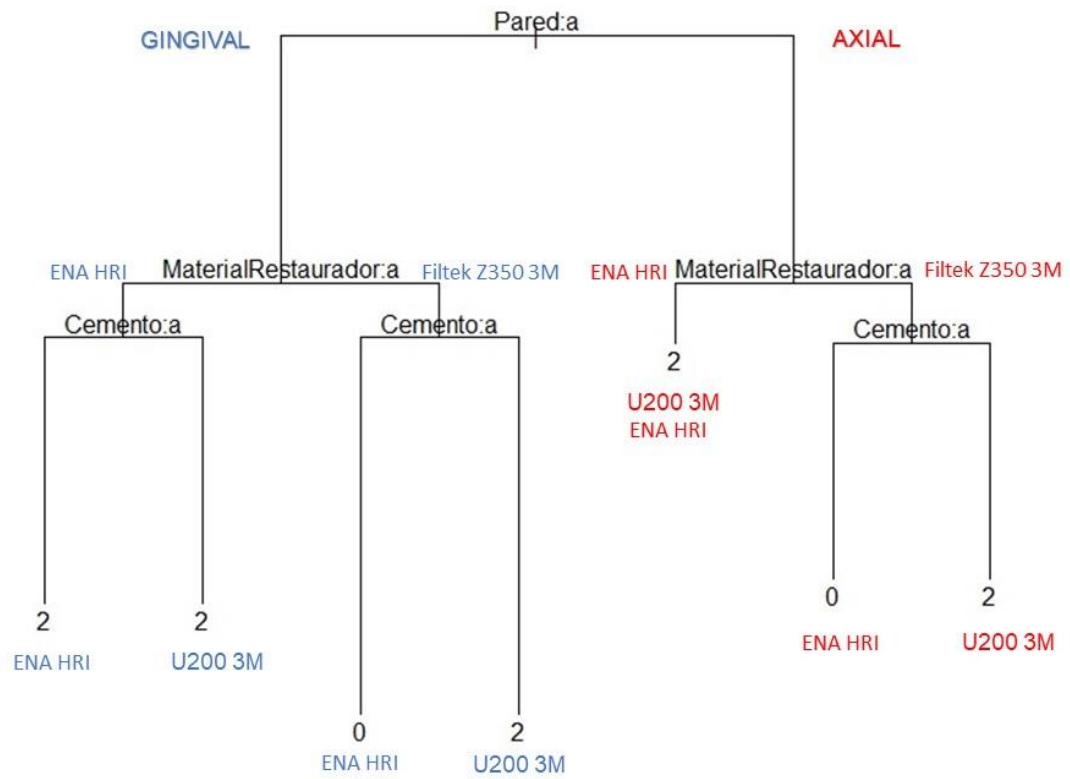 Pared:a
GINGIVAL
AXIAL
ENA HRI
MaterialRestaurador:a
Filtek Z350 3M
ENA HRI
MaterialRestaurador:a
Filtek Z350 3M
Cemento:a
Cemento:a
Cemento:a
2
U200 3M
ENA HRI
2
2
ENA HRI
U200 3M
0
2
ENA HRI
U200 3M
0
2
ENA HRI
U200 3M